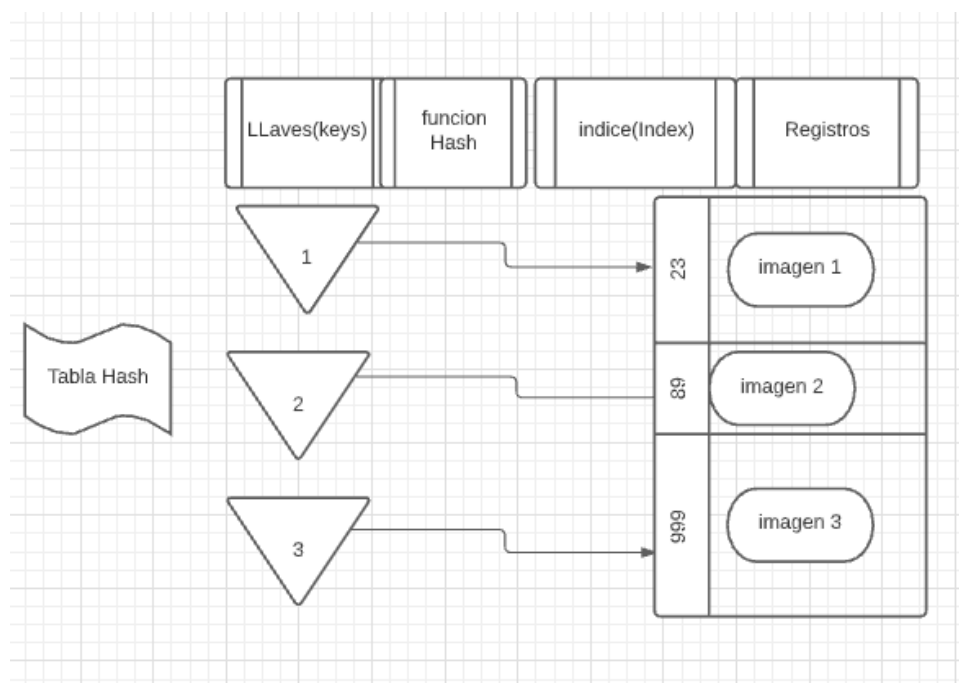 LLaves(keys)
funcion
Hash
indice(Index)
Registros
1
23
imagen 1
Tabla Hash
2
89
imagen 2
3
999
imagen 3